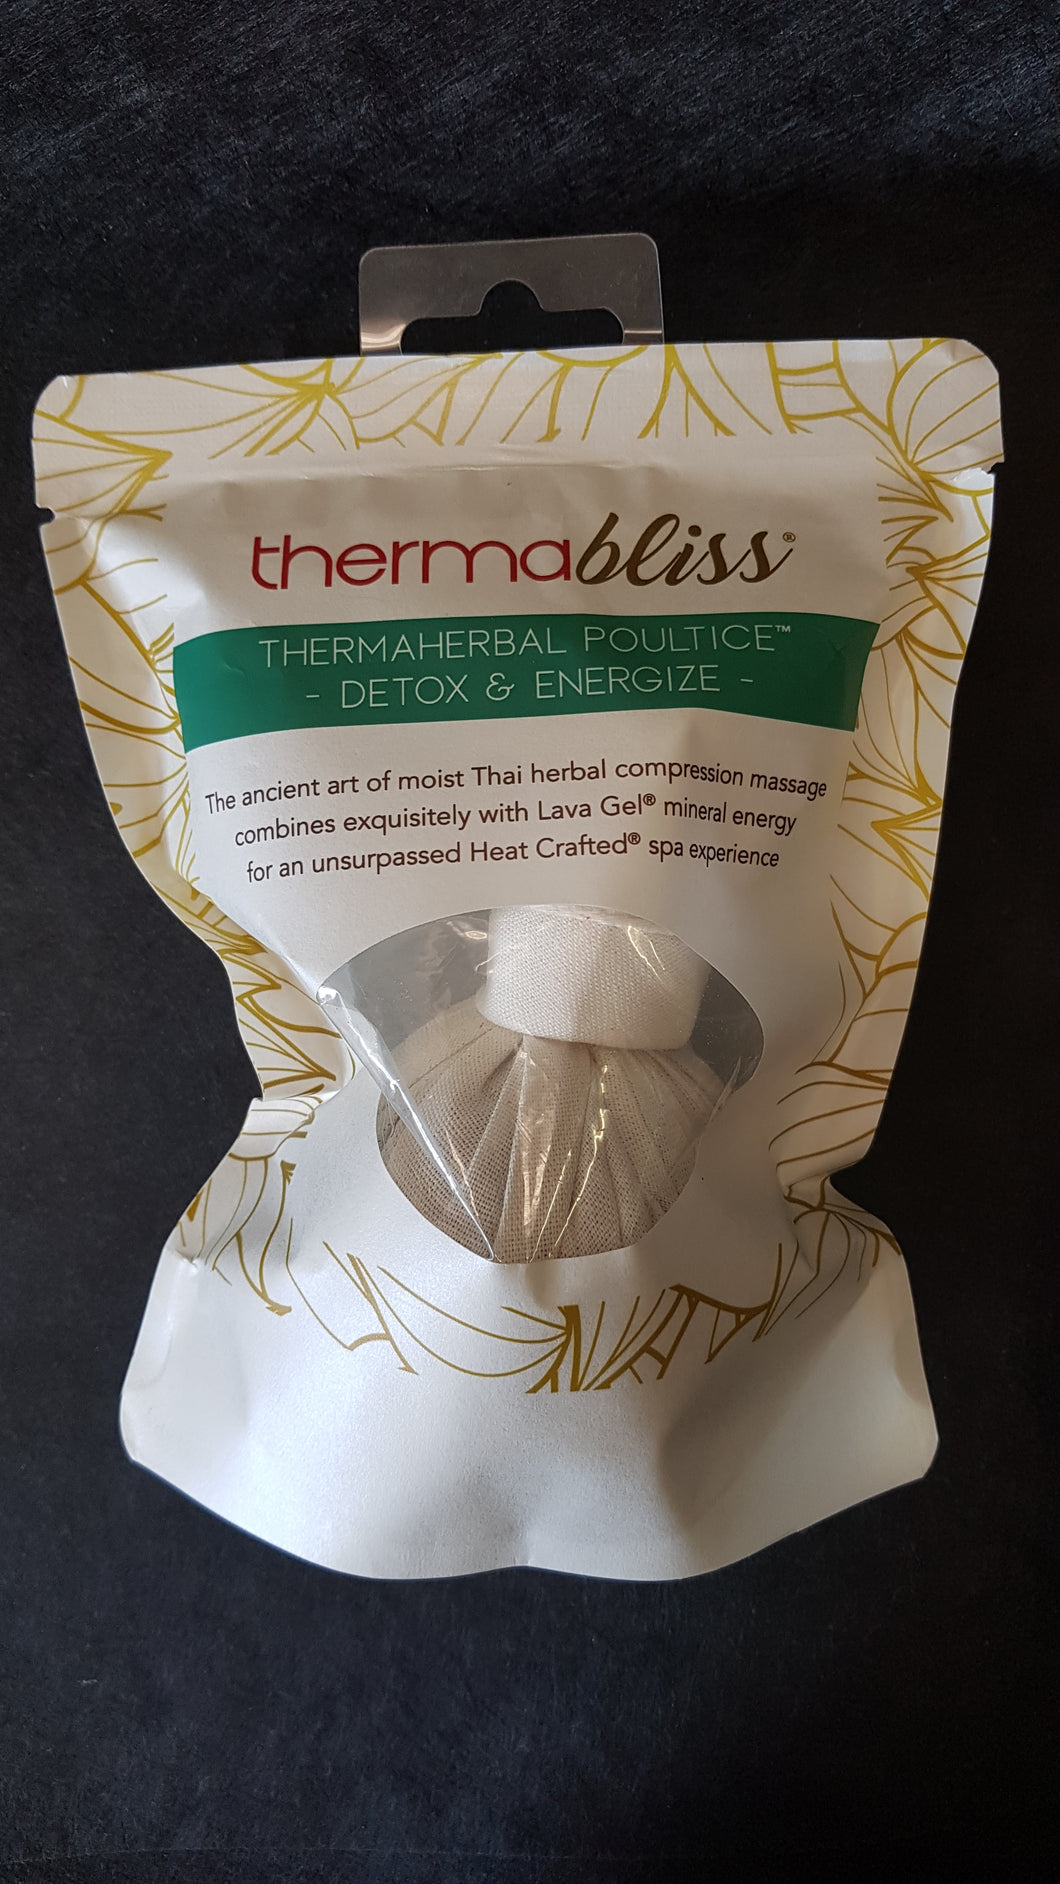 thermabliss®
THERMAHERBAL POULTICE™
- DETOX & ENERGIZE -
The ancient art of moist Thai herbal compression massage
combines exquisitely with Lava Gel® mineral energy
for an unsurpassed Heat Crafted® spa experience